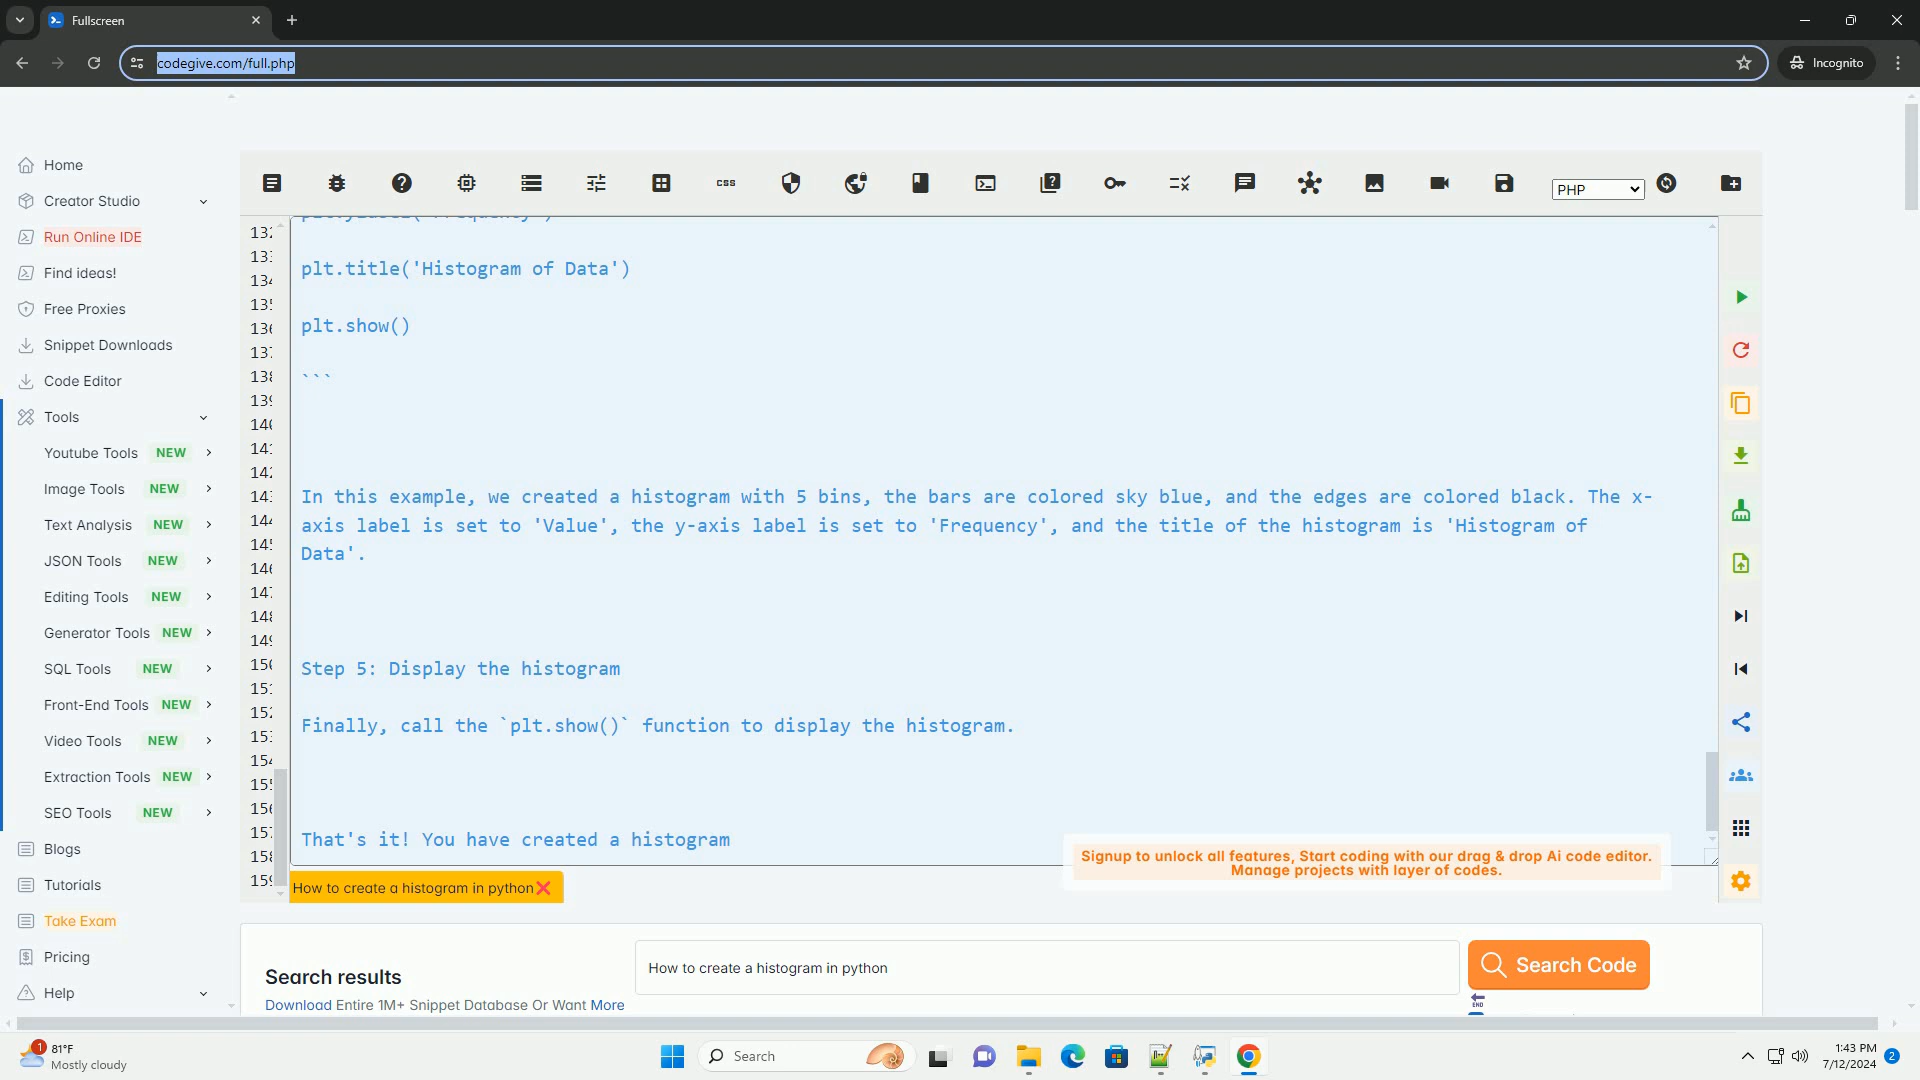 Fullscreen
codegive.com/full.php
Incognito
Home
Creator Studio
Run Online IDE
Find ideas!
Free Proxies
Snippet Downloads
Code Editor
Tools
Youtube Tools NEW
Image Tools NEW
Text Analysis NEW
JSON Tools NEW
Editing Tools NEW
Generator Tools NEW
SQL Tools NEW
Front-End Tools NEW
Video Tools NEW
Extraction Tools NEW
SEO Tools NEW
Blogs
Tutorials
Take Exam
Pricing
Help
CSS
PHP
plt.title('Histogram of Data')
plt.show()
```
In this example, we created a histogram with 5 bins, the bars are colored sky blue, and the edges are colored black. The x-
axis label is set to 'Value', the y-axis label is set to 'Frequency', and the title of the histogram is 'Histogram of
Data'.
Step 5: Display the histogram
Finally, call the `plt.show()` function to display the histogram.
That's it! You have created a histogram
Signup to unlock all features, Start coding with our drag & drop Ai code editor.
Manage projects with layer of codes.
How to create a histogram in python
Search results
Download Entire 1M+ Snippet Database Or Want More
How to create a histogram in python
Search Code
END
1
81°F
Mostly cloudy
Search
1:43 PM
7/12/2024
2